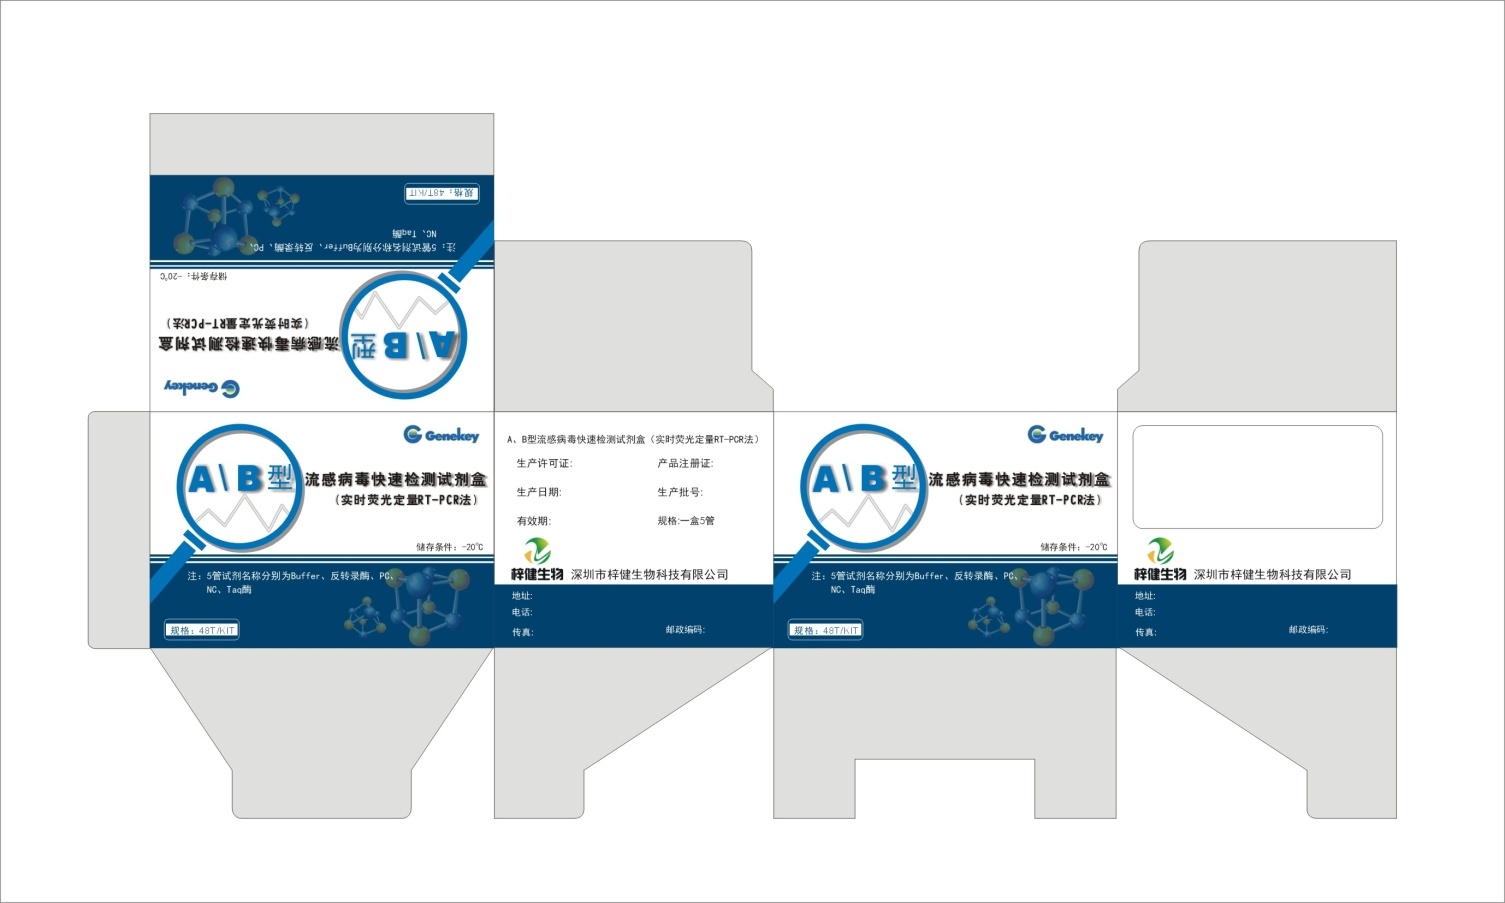 规格：48T/KIT
注：5管试剂名称分别为Buffer、反转录酶、PC、
NC、Taq酶
储存条件：-20℃
(实时荧光定量RT-PCR法)
流感病毒快速检测试剂盒
A\B型
Genekey
Genekey
A\B型
流感病毒快速检测试剂盒
(实时荧光定量RT-PCR法)
储存条件：-20℃
注：5管试剂名称分别为Buffer、反转录酶、PC、
NC、Taq酶
规格：48T/KIT
A、B型流感病毒快速检测试剂盒（实时荧光定量RT-PCR法）
生产许可证: 产品注册证:
生产日期: 生产批号:
有效期: 规格:一盒5管
梓健生物 深圳市梓健生物科技有限公司
地址:
电话:
传真: 邮政编码:
Genekey
A\B型
流感病毒快速检测试剂盒
(实时荧光定量RT-PCR法)
储存条件：-20℃
注：5管试剂名称分别为Buffer、反转录酶、PC、
NC、Taq酶
规格：48T/KIT
梓健生物 深圳市梓健生物科技有限公司
地址:
电话:
传真: 邮政编码: